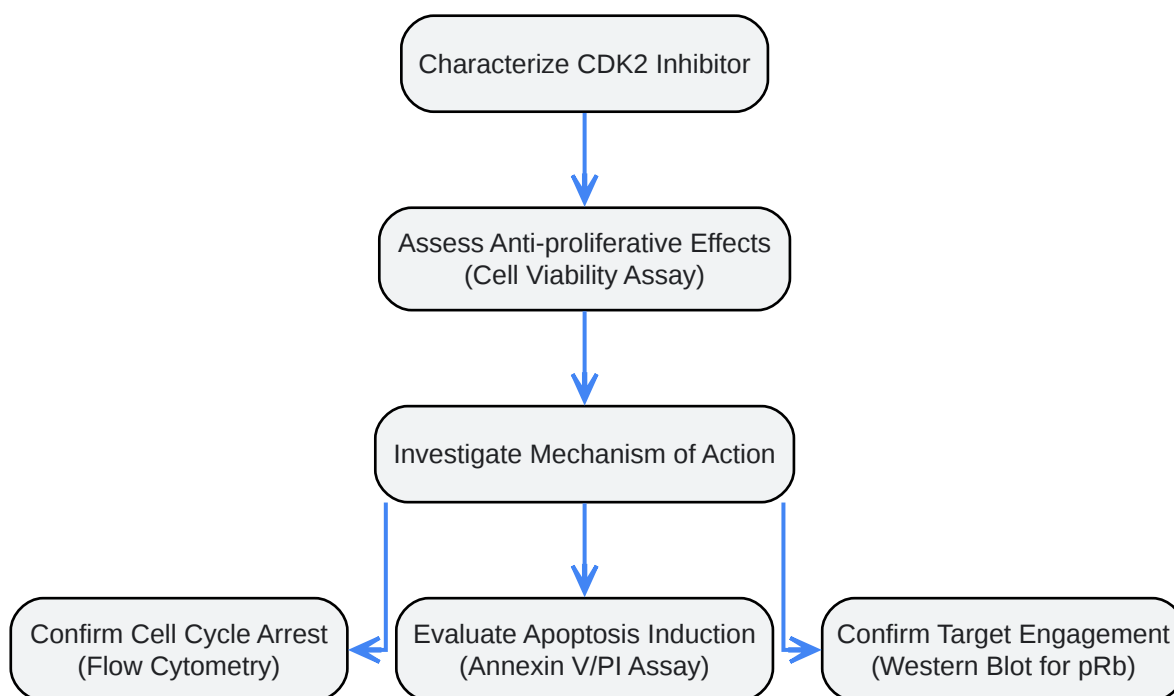 Characterize CDK2 Inhibitor
Assess Anti-proliferative Effects
(Cell Viability Assay)
Investigate Mechanism of Action
Confirm Cell Cycle Arrest
(Flow Cytometry)
Evaluate Apoptosis Induction
(Annexin V/PI Assay)
Confirm Target Engagement
(Western Blot for pRb)